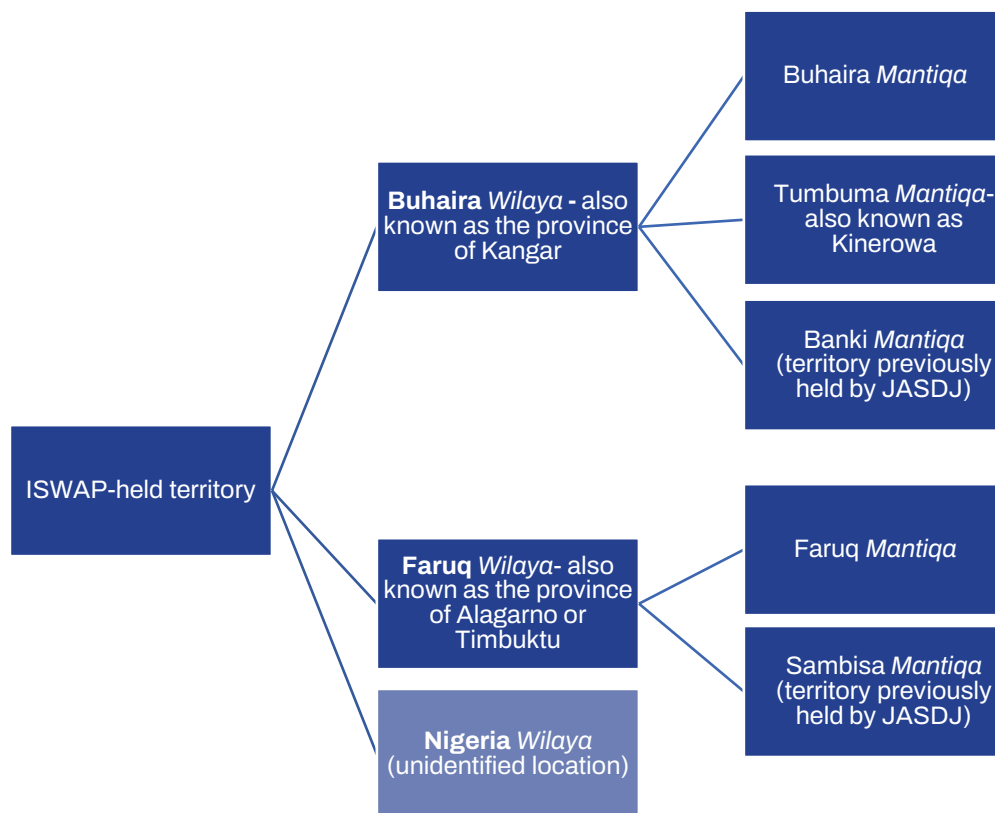 ISWAP-held territory
Buhaira Wilaya - also
known as the province
of Kangar
Buhaira Mantiqa
Tumbuma Mantiqa-
also known as
Kinerowa
Banki Mantiqa
(territory previously
held by JASDJ)
Faruq Wilaya- also
known as the province
of Alagarno or
Timbuktu
Faruq Mantiqa
Sambisa Mantiqa
(territory previously
held by JASDJ)
Nigeria Wilaya
(unidentified location)